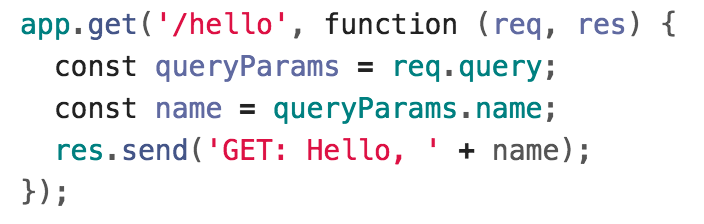 app.get('/hello', function (req, res) {
  const queryParams = req.query;
  const name = queryParams.name;
  res.send('GET: Hello, ' + name);
});